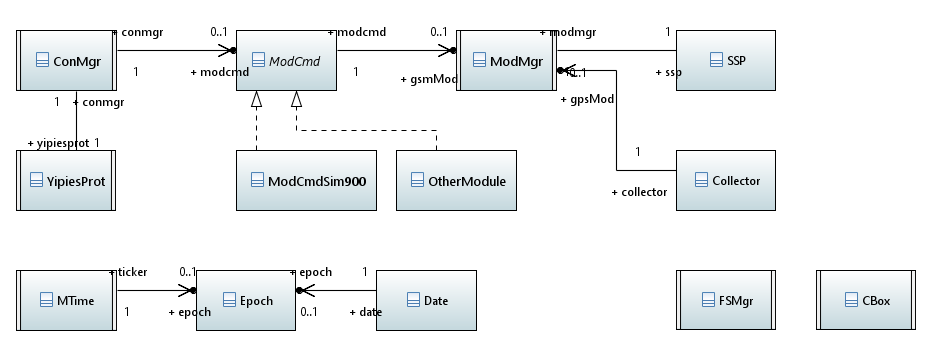 + conmgr
0..1
+ modcmd
0..1
+ modmgr
1
ConMgr
ModCmd
ModMgr
SSP
1
+ modcmd
1
+ gsmMod
0..1
+ ssp
1
+ conmgr
+ gpsMod
+ yipiesprot
1
1
YipiesProt
ModCmdSim900
OtherModule
Collector
+ collector
+ ticker
0..1
+ epoch
1
MTime
Epoch
Date
FSMgr
CBox
1
+ epoch
0..1
+ date